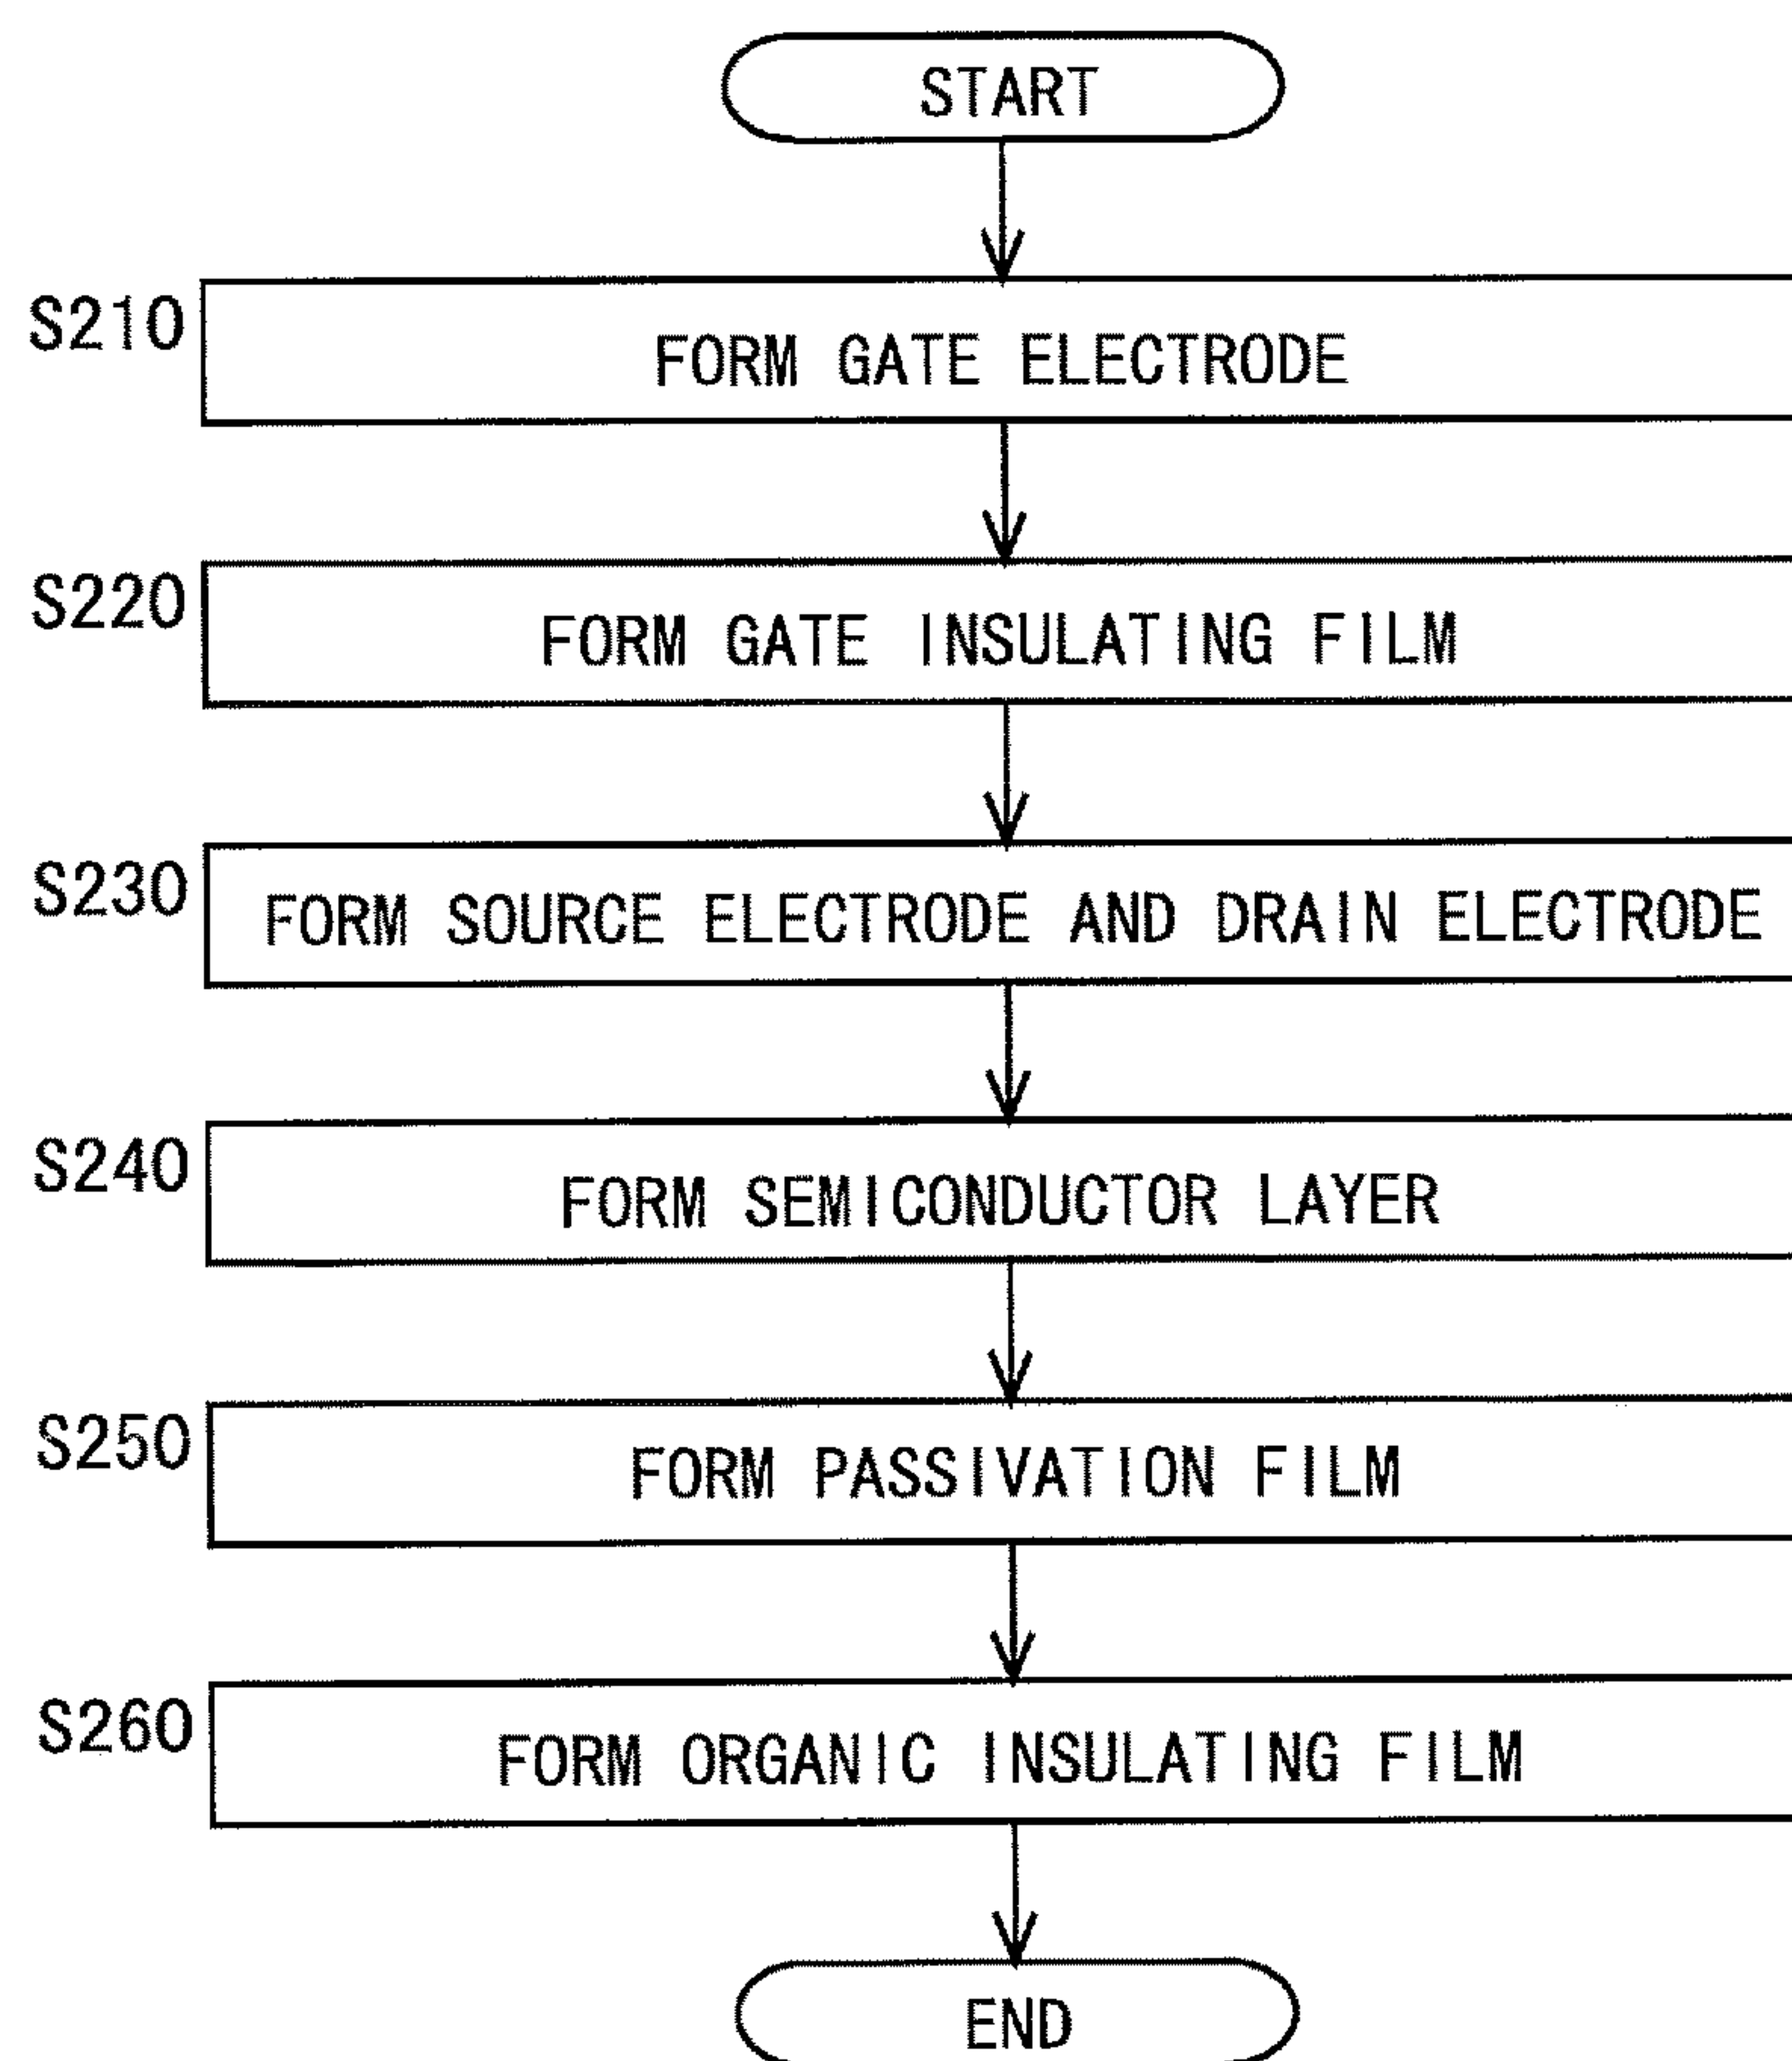 START
S210
FORM GATE ELECTRODE
S220
FORM GATE INSULATING FILM
S230
FORM SOURCE ELECTRODE AND DRAIN ELECTRODE
S240
FORM SEMICONDUCTOR LAYER
S250
FORM PASSIVATION FILM
S260
FORM ORGANIC INSULATING FILM
END